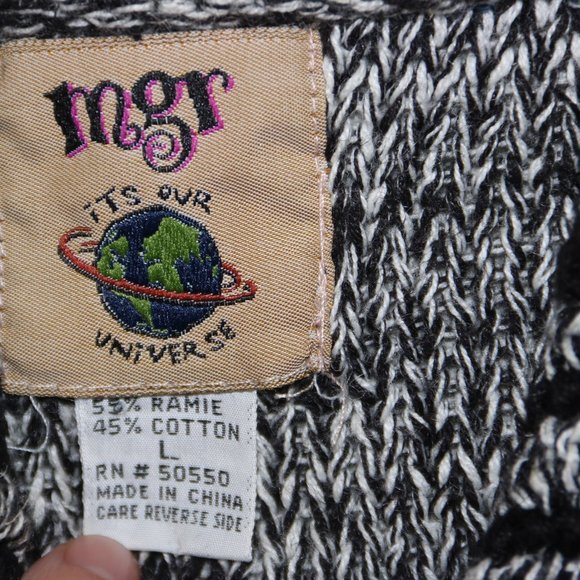 mgr
iTS OUR
UNiVERSE
55% RAMIE
45% COTTON
L
RN # 50550
MADE IN CHINA
CARE REVERSE SIDE